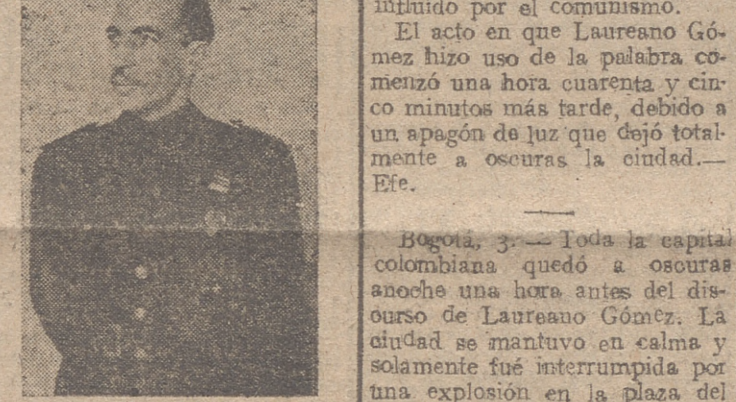 influido por el comunismo.
El acto en que Laureano Gó-
mez hizo uso de la palabra co-
menzó una hora cuarenta y cin-
co minutos más tarde, debido a
un apagón de luz que dejó total-
mente a oscuras la ciudad.—
Efe.
Bogotá, 3. — Toda la capital
colombiana quedó a oscuras
anoche una hora antes del dis-
curso de Laureano Gómez. La
ciudad se mantuvo en calma y
solamente fué interrumpida por
una explosión en la plaza del